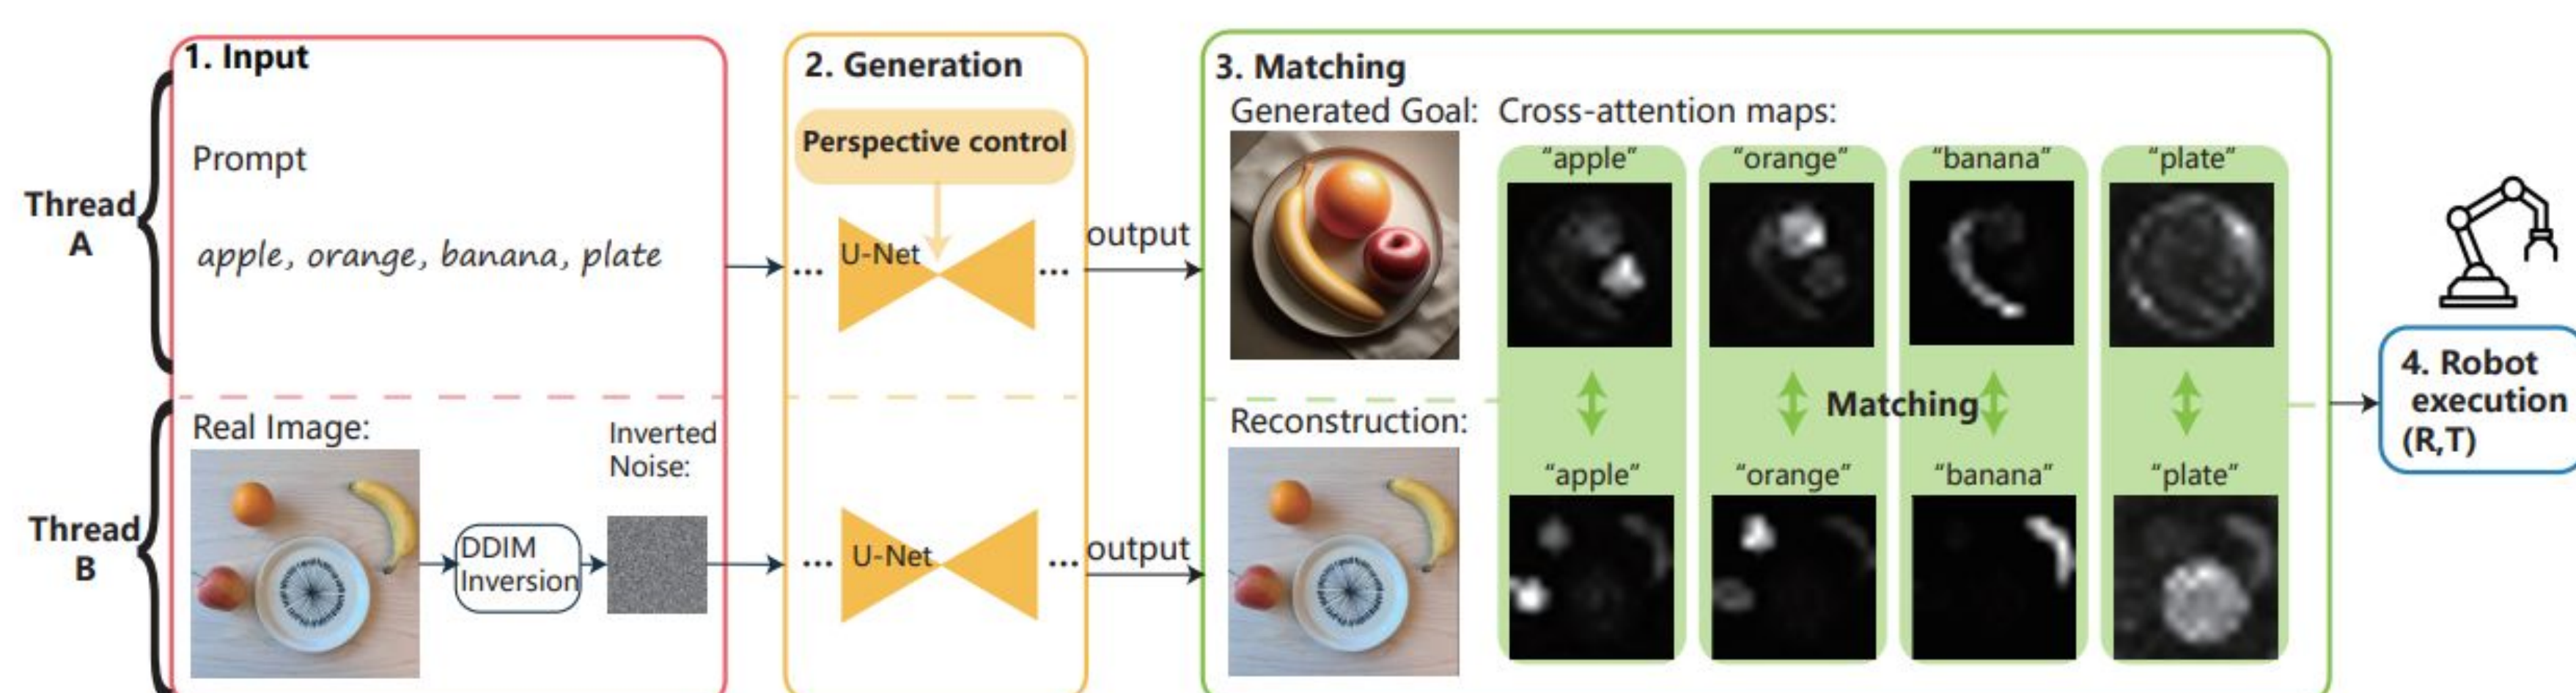 1. Input
Prompt
apple, orange, banana, plate
Thread
A
2. Generation
Perspective control
U-Net
...
...
output
3. Matching
Generated Goal:
Cross-attention maps:
“apple”
“orange”
“banana”
“plate”
Matching
Thread
B
Real Image:
DDIM
Inversion
Inverted
Noise:
...
U-Net
...
output
Reconstruction:
“apple”
“orange”
“banana”
“plate”
4. Robot
execution
(R,T)